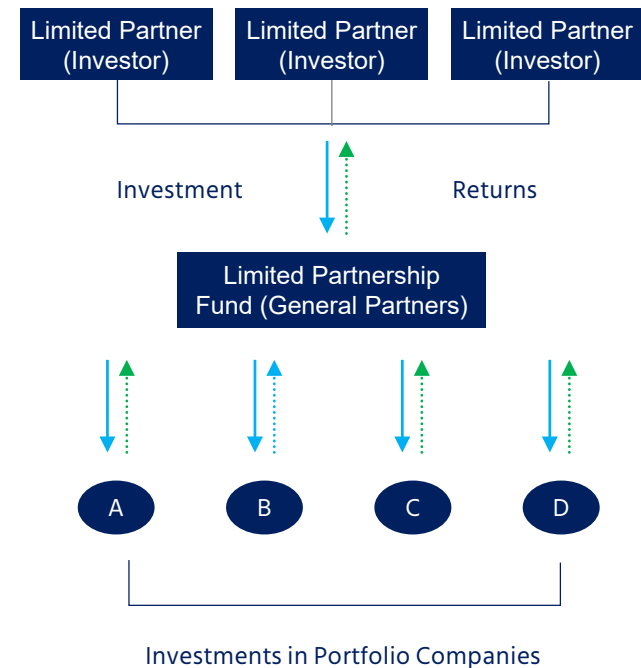 Limited Partner
(Investor)
Limited Partner
(Investor)
Limited Partner
(Investor)
Investment
Returns
Limited Partnership
Fund (General Partners)
A
B
C
D
Investments in Portfolio Companies